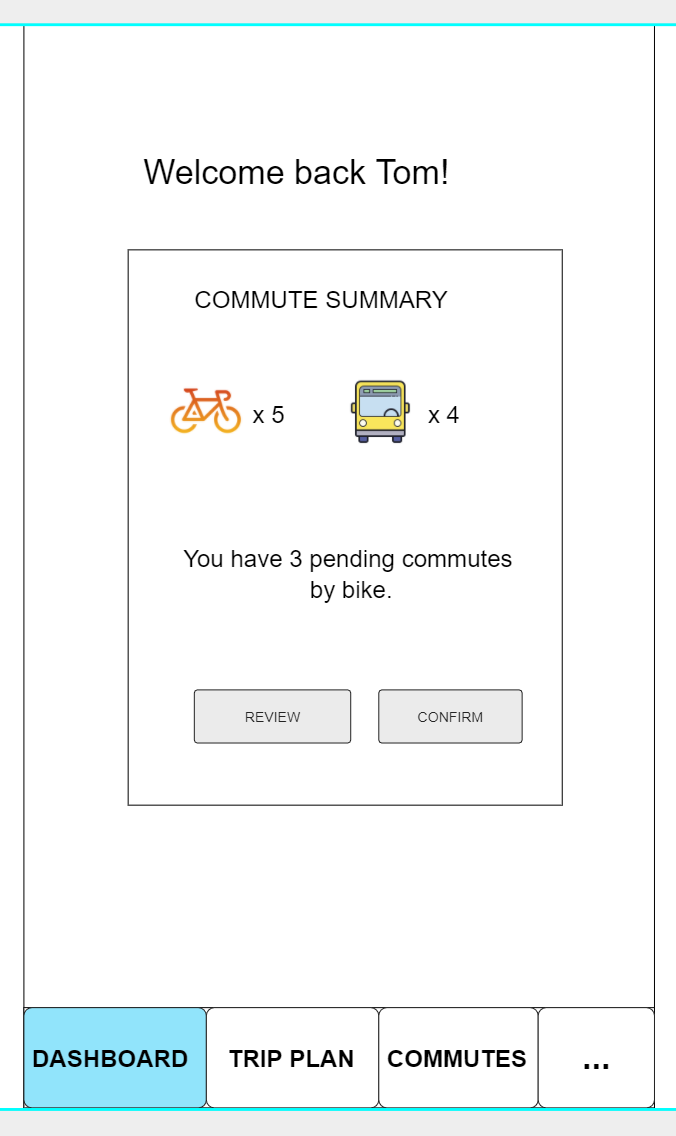 Welcome back Tom!
COMMUTE SUMMARY
x 5
x 4
You have 3 pending commutes
by bike.
REVIEW
CONFIRM
DASHBOARD
TRIP PLAN
COMMUTES
...